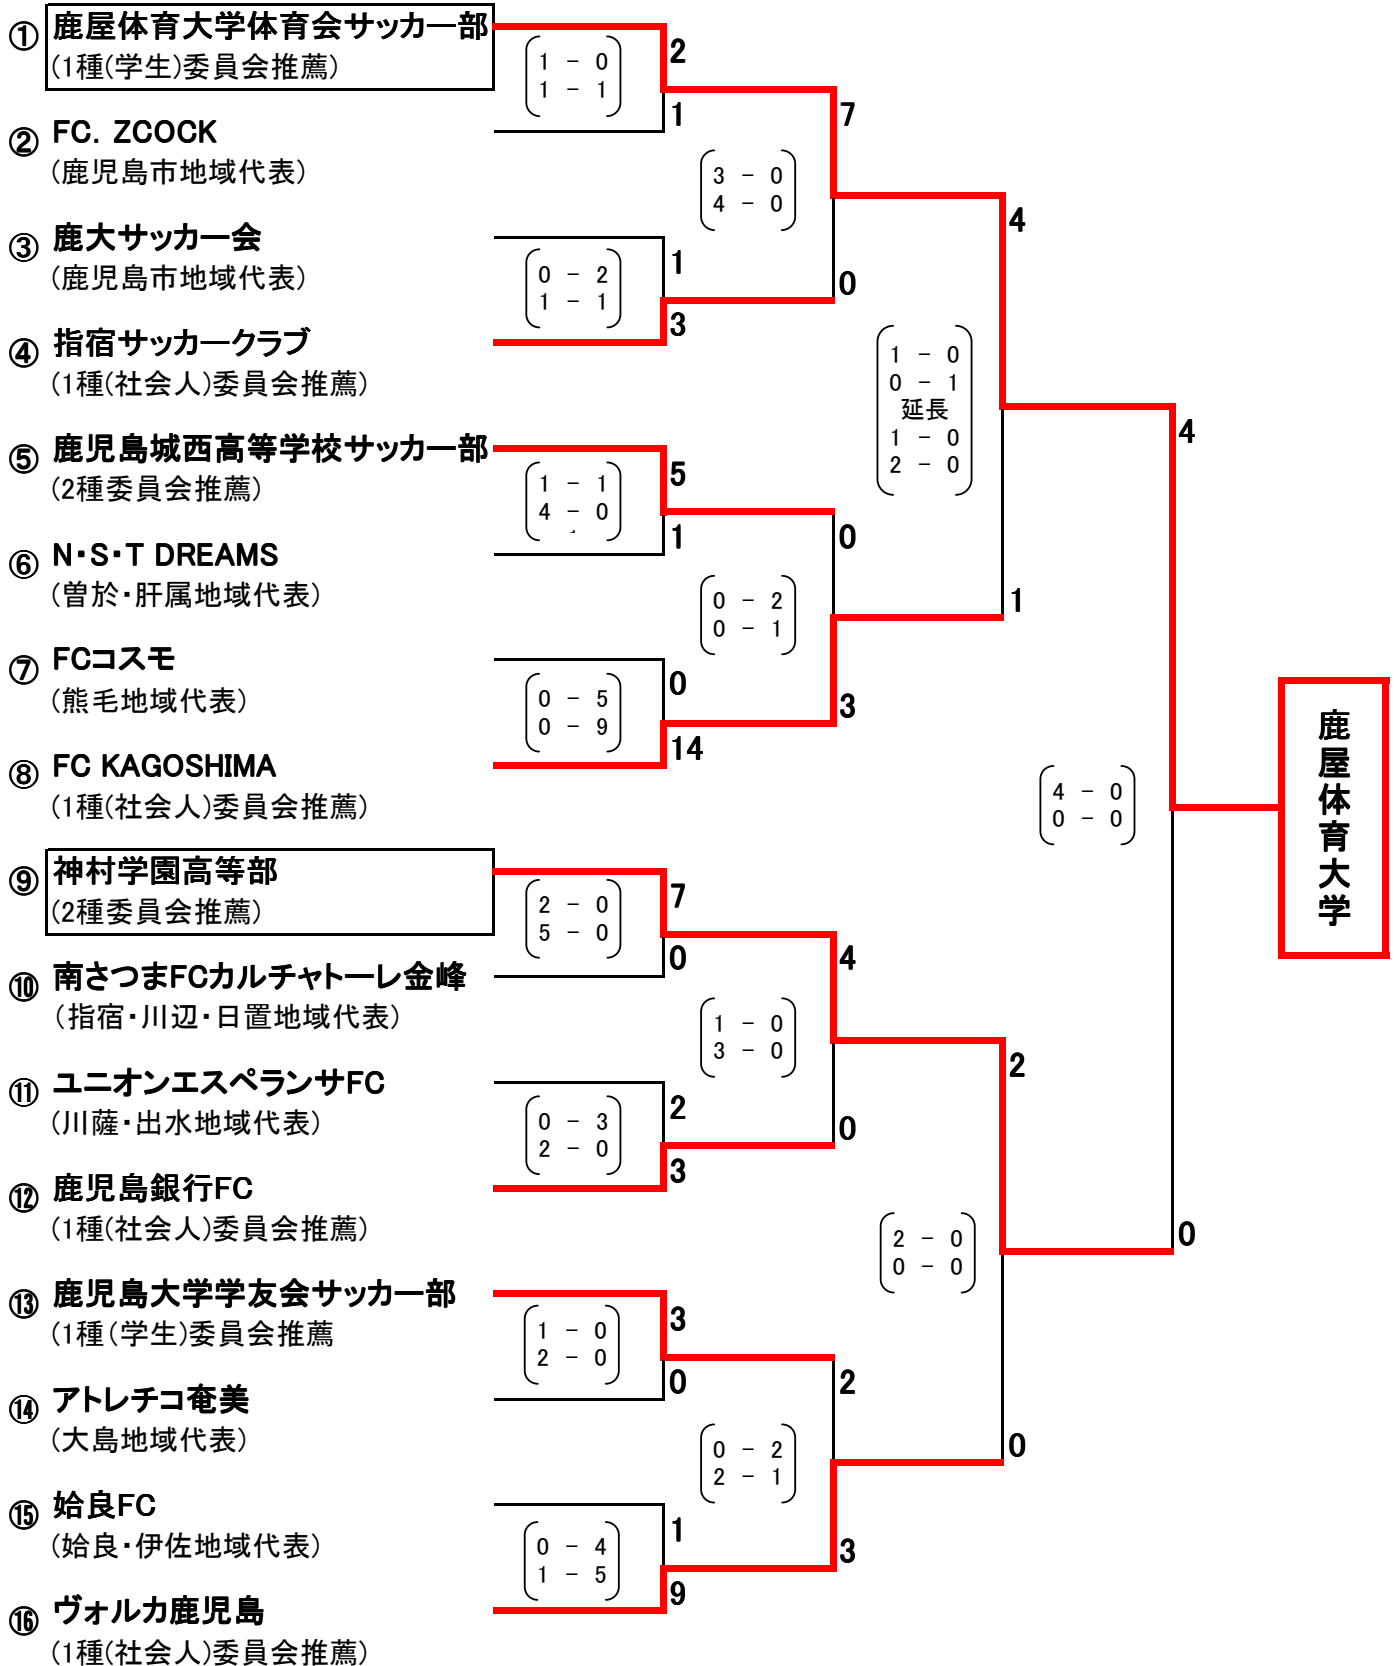 ① 鹿屋体育大学体育会サッカー部
(1種(学生)委員会推薦)
1 - 0
1 - 1
2
1
② FC．ZCOCK
(鹿児島市地域代表)
7
3 - 0
4 - 0
③ 鹿大サッカー会
(鹿児島市地域代表)
0 - 2
1 - 1
1
3
0
④ 指宿サッカークラブ
(1種(社会人)委員会推薦)
4
1 - 0
0 - 1
延長
1 - 0
2 - 0
⑤ 鹿児島城西高等学校サッカー部
(2種委員会推薦)
1 - 1
4 - 0
5
1
⑥ N・S・T DREAMS
(曽於・肝属地域代表)
0
0 - 2
0 - 1
1
⑦ FCコスモ
(熊毛地域代表)
0 - 5
0 - 9
0
14
3
⑧ FC KAGOSHIMA
(1種(社会人)委員会推薦)
4
4 - 0
0 - 0
鹿屋体育大学
⑨ 神村学園高等部
(2種委員会推薦)
2 - 0
5 - 0
7
0
⑩ 南さつまFCカルチャトーレ金峰
(指宿・川辺・日置地域代表)
4
1 - 0
3 - 0
⑪ ユニオンエスペランサFC
(川薩・出水地域代表)
0 - 3
2 - 0
2
3
0
⑫ 鹿児島銀行FC
(1種(社会人)委員会推薦)
2
2 - 0
0 - 0
0
⑬ 鹿児島大学学友会サッカー部
(1種(学生)委員会推薦
1 - 0
2 - 0
3
0
⑭ アトレチコ奄美
(大島地域代表)
2
0 - 2
2 - 1
0
⑮ 姶良FC
(姶良・伊佐地域代表)
0 - 4
1 - 5
1
9
3
⑯ ヴォルカ鹿児島
(1種(社会人)委員会推薦)